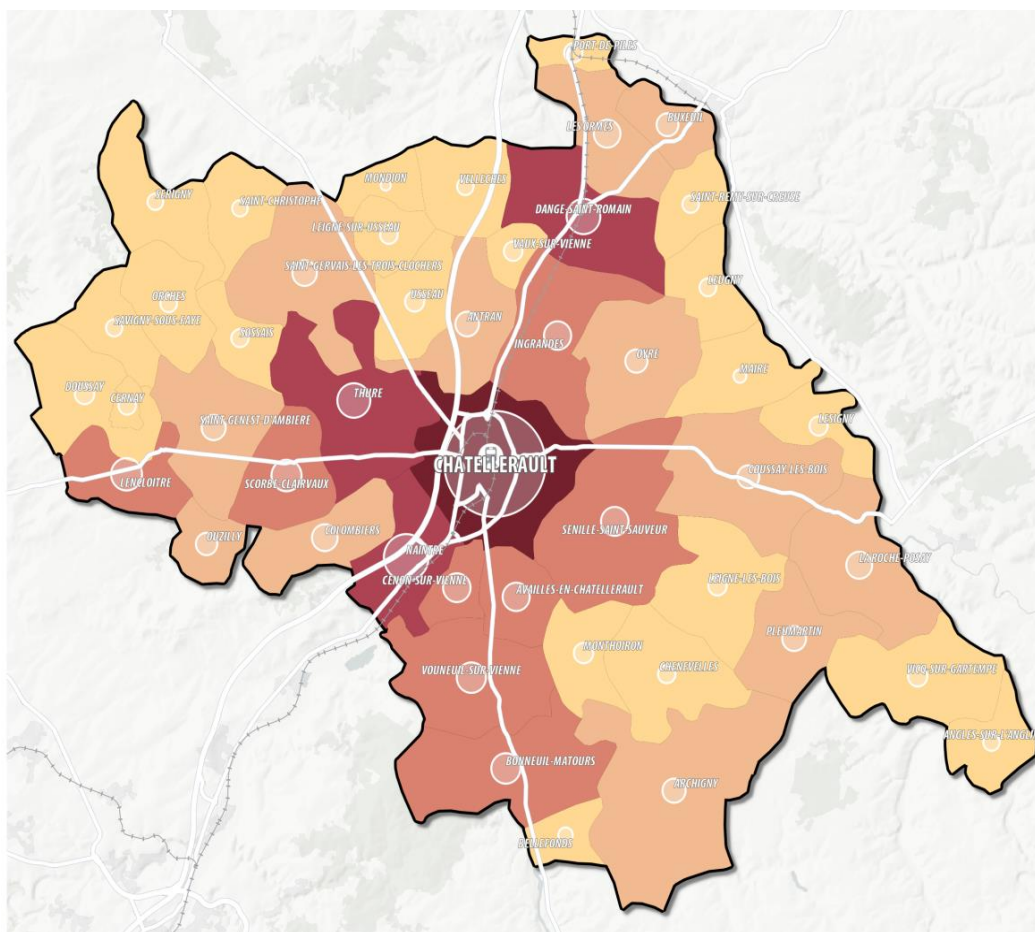 PORT-DE-PILES
BUXEUIL
LES ORMES
MONDION
VELLECHES
SERIGNY
SAINT-CHRISTOPHE
SAINT-REMY-SUR-CREUSE
DANGE-SAINT-ROMAIN
LEIGNE-SUR-USSEAU
VAUX-SUR-VIENNE
SAINT-GERVAIS-LES-TROIS-CLOCHERS
LEUGNY
ORCHES
USSEAU
ANTRAN
SAVIGNY-SOUS-FAYE
SOSSAIS
INGRANDES
OYRE
MAIRE
DOUSSAY
THURE
CERNAY
SAINT-GENEST-D'AMBIERE
LESIGNY
CHATELLERAULT
COUSSAY-LES-BOIS
LENCLOITRE
SCORBE-CLAIRVAUX
SENILLE-SAINT-SAUVEUR
COLOMBIERS
OUZILLY
NAINTRE
LA ROCHE-POSAY
CENON-SUR-VIENNE
LEIGNE-LES-BOIS
AVAILLES-EN-CHATELLERAULT
PLEUMARTIN
MONTHOIRON
VOUNEUIL-SUR-VIENNE
CHENEVELLES
VICQ-SUR-GARTEMPE
ANGLES-SUR-L'ANGLI
BONNEUIL-MATOURS
ARCHIGNY
BELLEFONDS